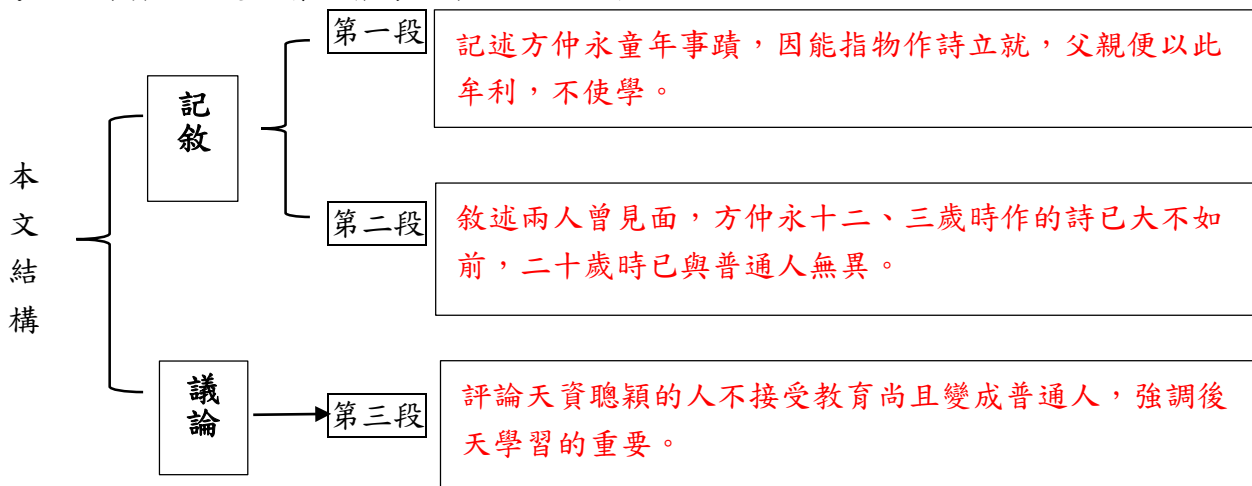 本文結構
記敘
第一段
記述方仲永童年事蹟，因能指物作詩立就，父親便以此
牟利，不使學。
第二段
敘述兩人曾見面，方仲永十二、三歲時作的詩已大不如
前，二十歲時已與普通人無異。
議論
第三段
評論天資聰穎的人不接受教育尚且變成普通人，強調後
天學習的重要。